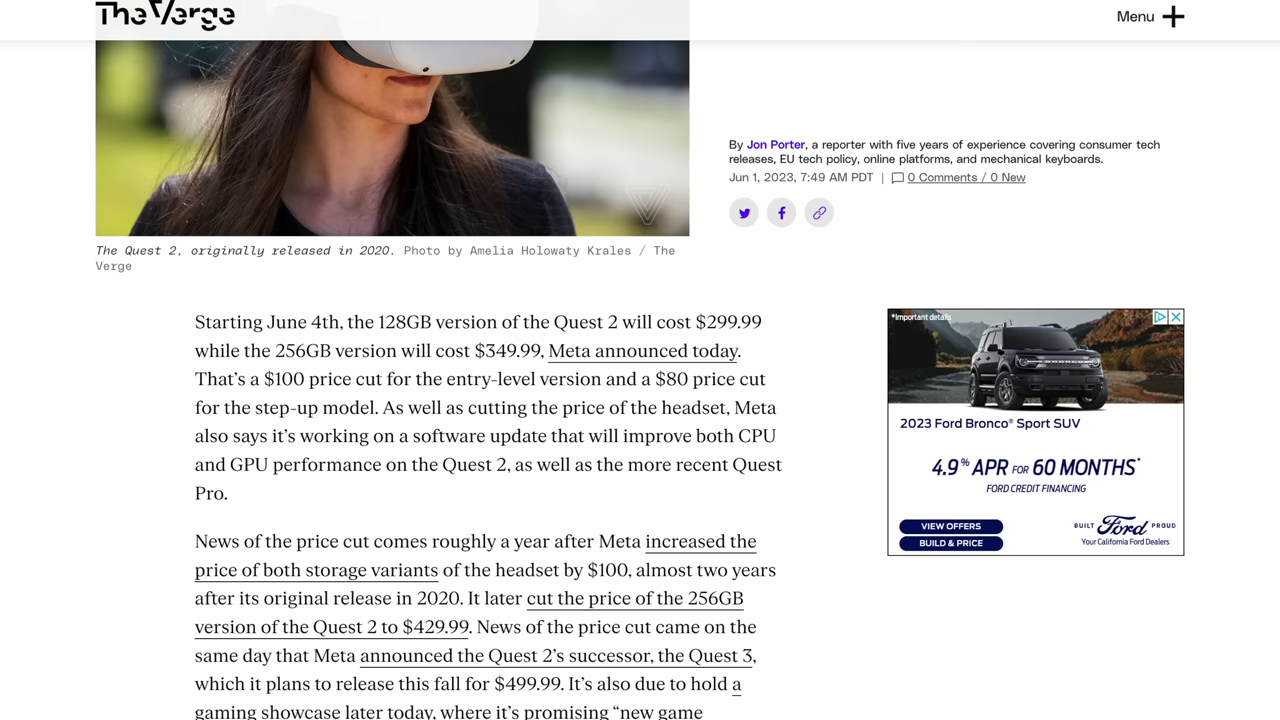 The Verge
Menu
By Jon Porter, a reporter with five years of experience covering consumer tech
releases, EU tech policy, online platforms, and mechanical keyboards.
Jun 1, 2023, 7:49 AM PDT | 0 Comments / 0 New
The Quest 2, originally released in 2020. Photo by Amelia Holowaty Krales / The
Verge
Starting June 4th, the 128GB version of the Quest 2 will cost $299.99
while the 256GB version will cost $349.99, Meta announced today.
That’s a $100 price cut for the entry-level version and a $80 price cut
for the step-up model. As well as cutting the price of the headset, Meta
also says it’s working on a software update that will improve both CPU
and GPU performance on the Quest 2, as well as the more recent Quest
Pro.
News of the price cut comes roughly a year after Meta increased the
price of both storage variants of the headset by $100, almost two years
after its original release in 2020. It later cut the price of the 256GB
version of the Quest 2 to $429.99. News of the price cut came on the
same day that Meta announced the Quest 2’s successor, the Quest 3,
which it plans to release this fall for $499.99. It’s also due to hold a
gaming showcase later today, where it’s promising “new game
*Important details
2023 Ford Bronco® Sport SUV
4.9% APR FOR 60 MONTHS*
FORD CREDIT FINANCING
VIEW OFFERS
BUILD & PRICE
BUILT Ford PROUD
Your California Ford Dealers